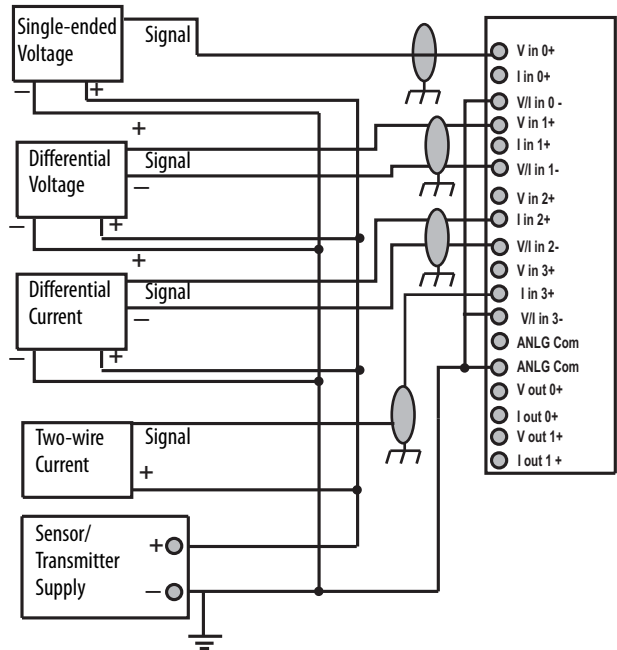 Single-ended
Voltage
Signal
—
+
+
Differential
Voltage
Signal
—
—
+
+
Differential
Current
Signal
—
—
+
Two-wire
Current
Signal
+
Sensor/
Transmitter
Supply
+
—
V in 0+
I in 0+
V/I in 0 -
V in 1+
I in 1+
V/I in 1-
V in 2+
I in 2+
V/I in 2-
V in 3+
I in 3+
V/I in 3-
ANLG Com
ANLG Com
V out 0+
I out 0+
V out 1+
I out 1 +